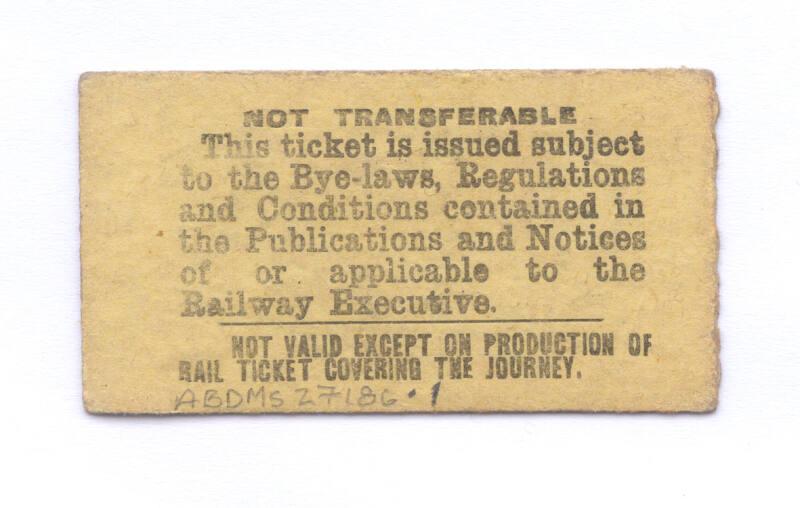 NOT TRANSFERABLE
This ticket is issued subject
to the Bye-laws, Regulations
and Conditions contained in
the Publications and Notices
of or applicable to the
Railway Executive.
NOT VALID EXCEPT ON PRODUCTION OF
RAIL TICKET COVERING THE JOURNEY.
ABDMS 27186.1